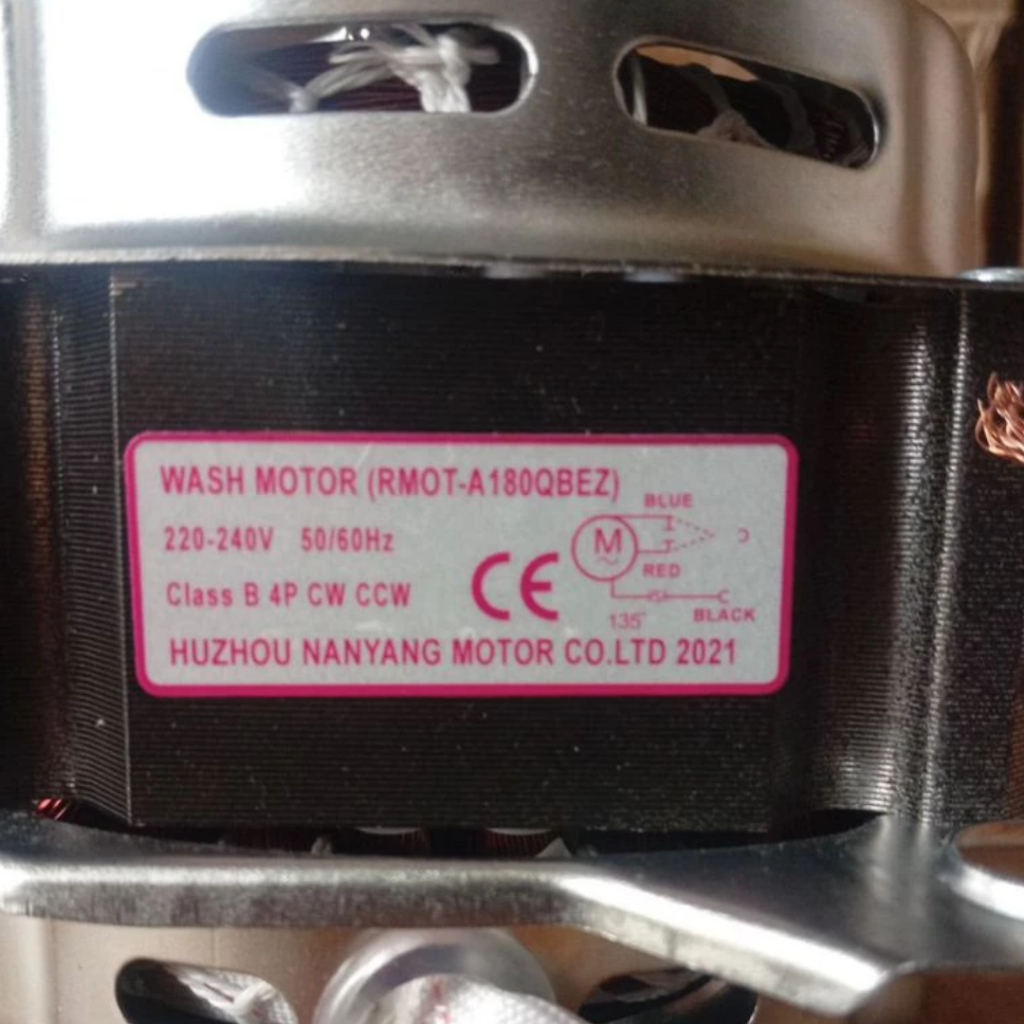 WASH MOTOR (RMOT-A180QBEZ)
220-240V 50/60Hz
Class B 4P CW CCW
CE
M
~
BLUE
RED
135°
BLACK
HUZHOU NANYANG MOTOR CO.LTD 2021